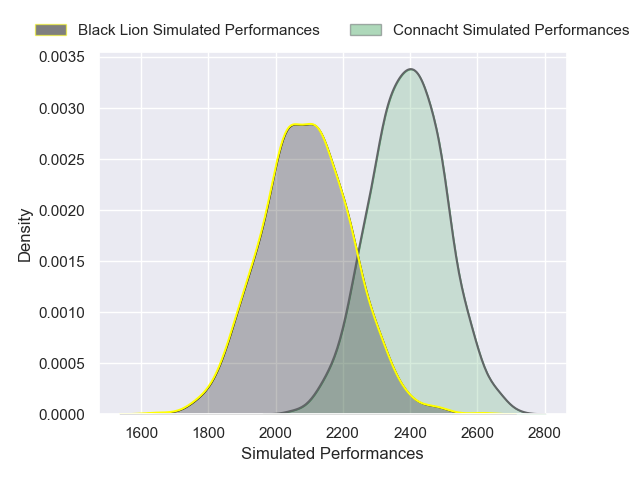 Black Lion Simulated Performances Connacht Simulated Performances
0.0035
0.0030
0.0025
0.0020
0.0015
0.0010
0.0005
0.0000
Density
1600 1800 2000 2200 2400 2600 2800
Simulated Performances